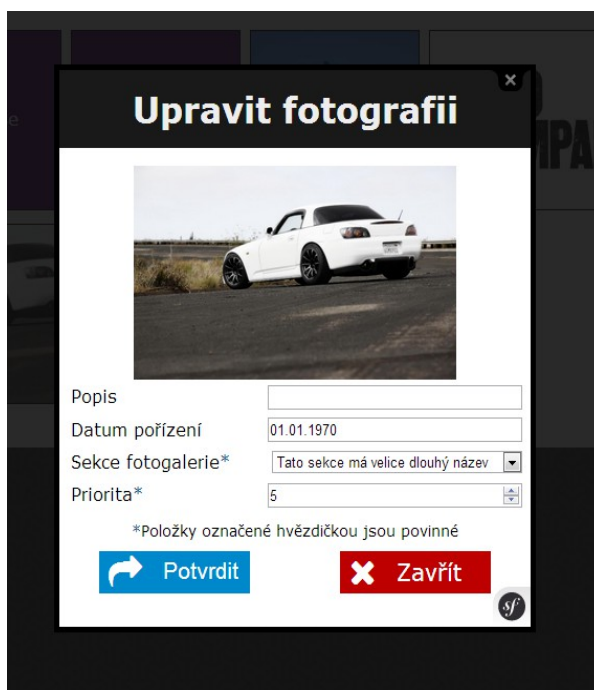 Upravit fotografii
Popis
Datum pořízení 01.01.1970
Sekce fotogalerie* Tato sekce má velice dlouhý název
Priorita* 5
*Položky označené hvězdičkou jsou povinné
Potvrdit Zavřít
sf